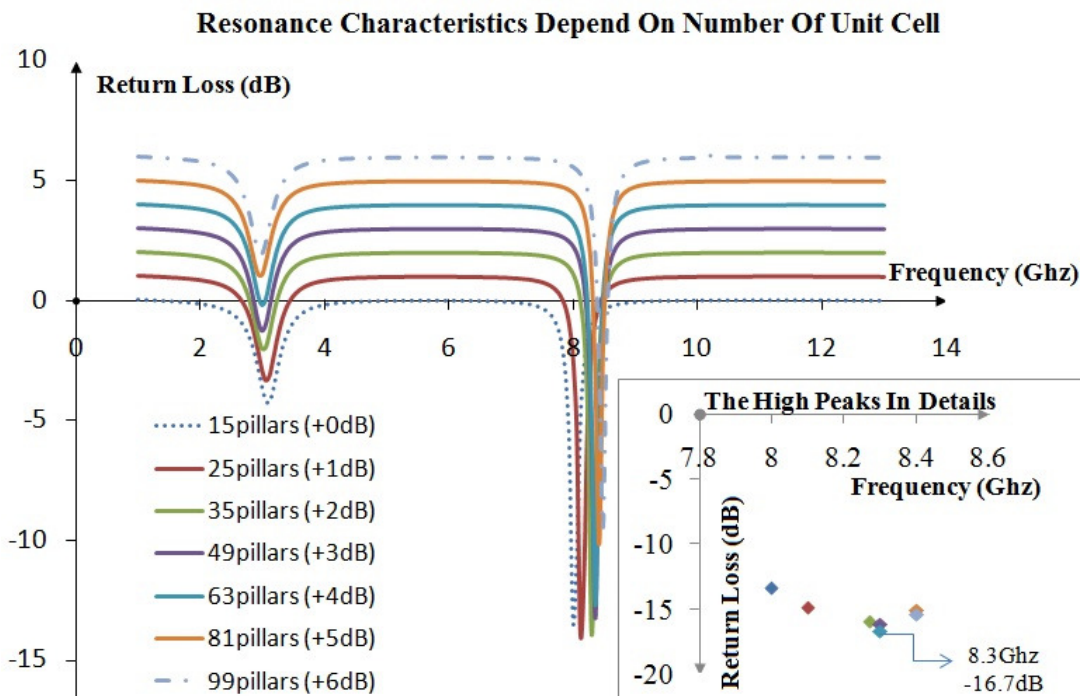 Resonance Characteristics Depend On Number Of Unit Cell
10
Return Loss (dB)
5
Frequency (Ghz)
0
0 2 4 6 8 10 12 14
-5
-10
-15
15pillars (+0dB)
25pillars (+1dB)
35pillars (+2dB)
49pillars (+3dB)
63pillars (+4dB)
81pillars (+5dB)
99pillars (+6dB)
The High Peaks In Details
0
7.8 8 8.2 8.4 8.6
Frequency (Ghz)
-5
-10
-15
-20
Return Loss (dB)
8.3Ghz
-16.7dB